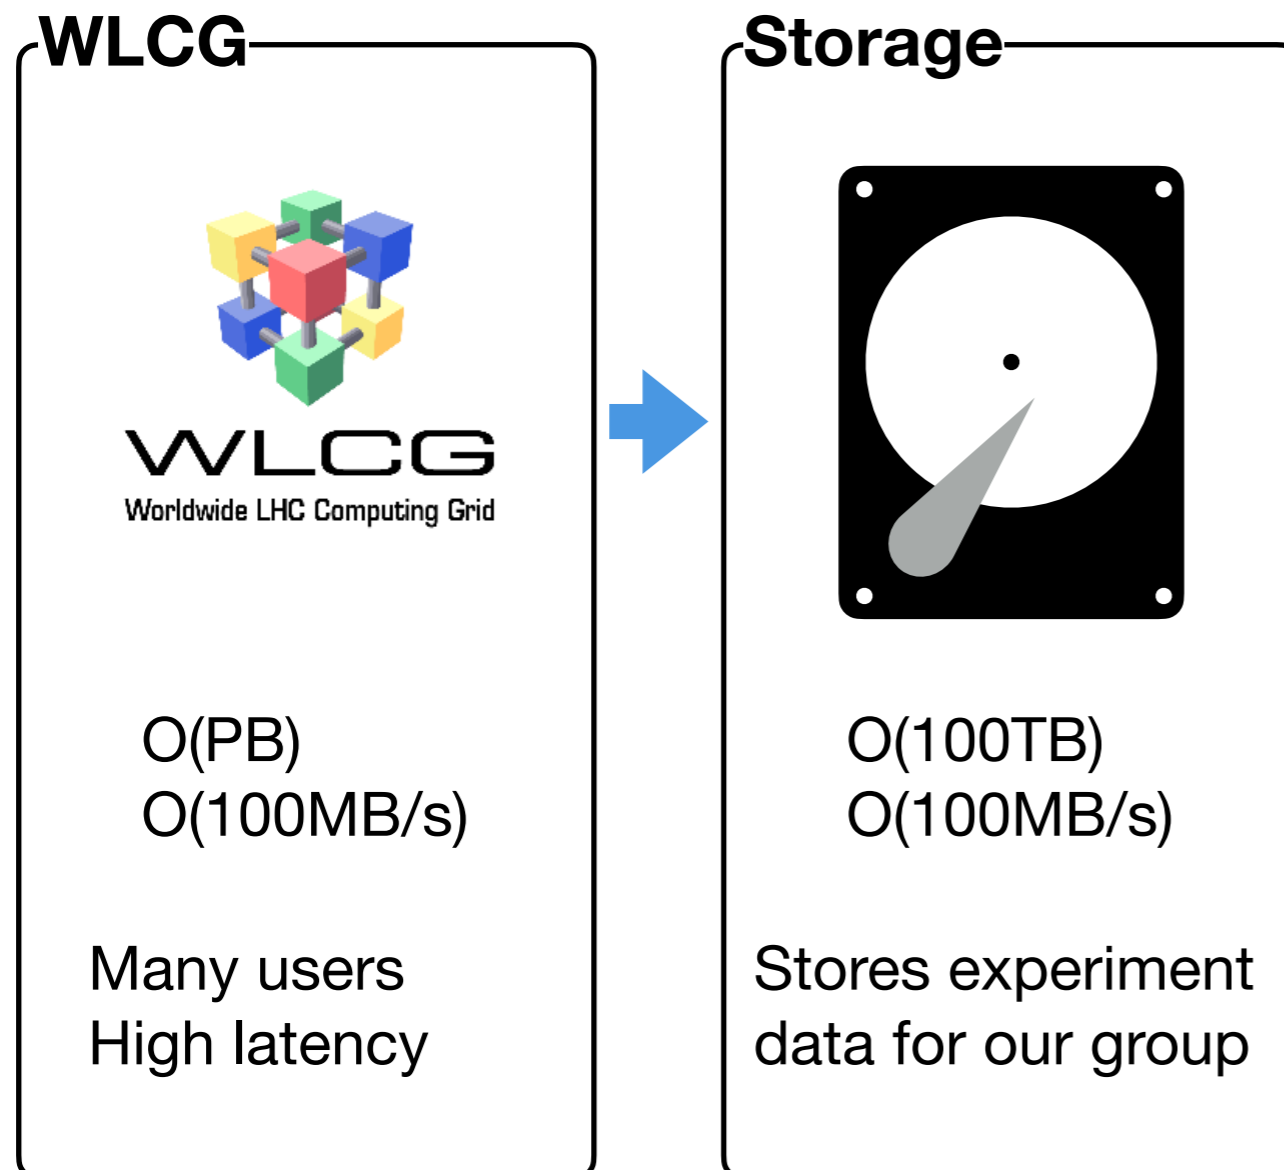 WLCG
WLCG
Worldwide LHC Computing Grid
O(PB)
O(100MB/s)
Many users
High latency
Storage
O(100TB)
O(100MB/s)
Stores experiment
data for our group